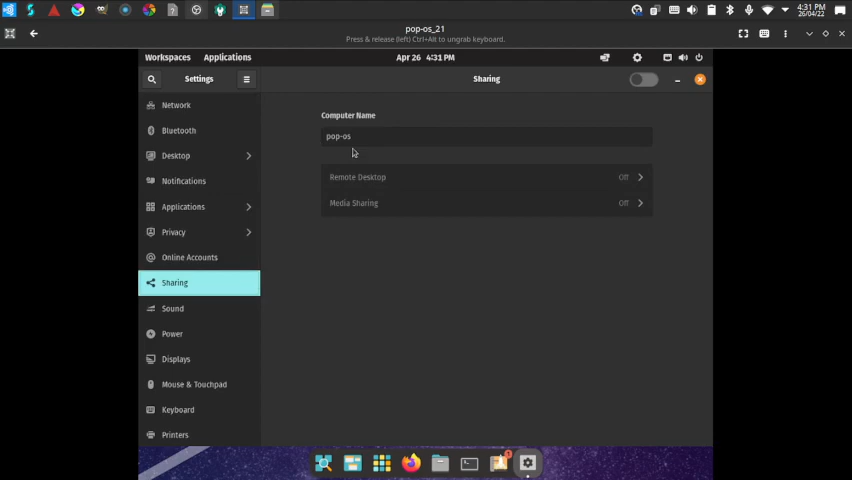 4:31 PM
26/04/22
pop-os_21
Press & release (left) Ctrl+Alt to ungrab keyboard.
Workspaces Applications Apr 26 4:31 PM
Settings Sharing
Network
Bluetooth
Desktop
Notifications
Applications
Privacy
Online Accounts
Sharing
Sound
Power
Displays
Mouse & Touchpad
Keyboard
Printers
Computer Name
pop-os
Remote Desktop Off
Media Sharing Off
1